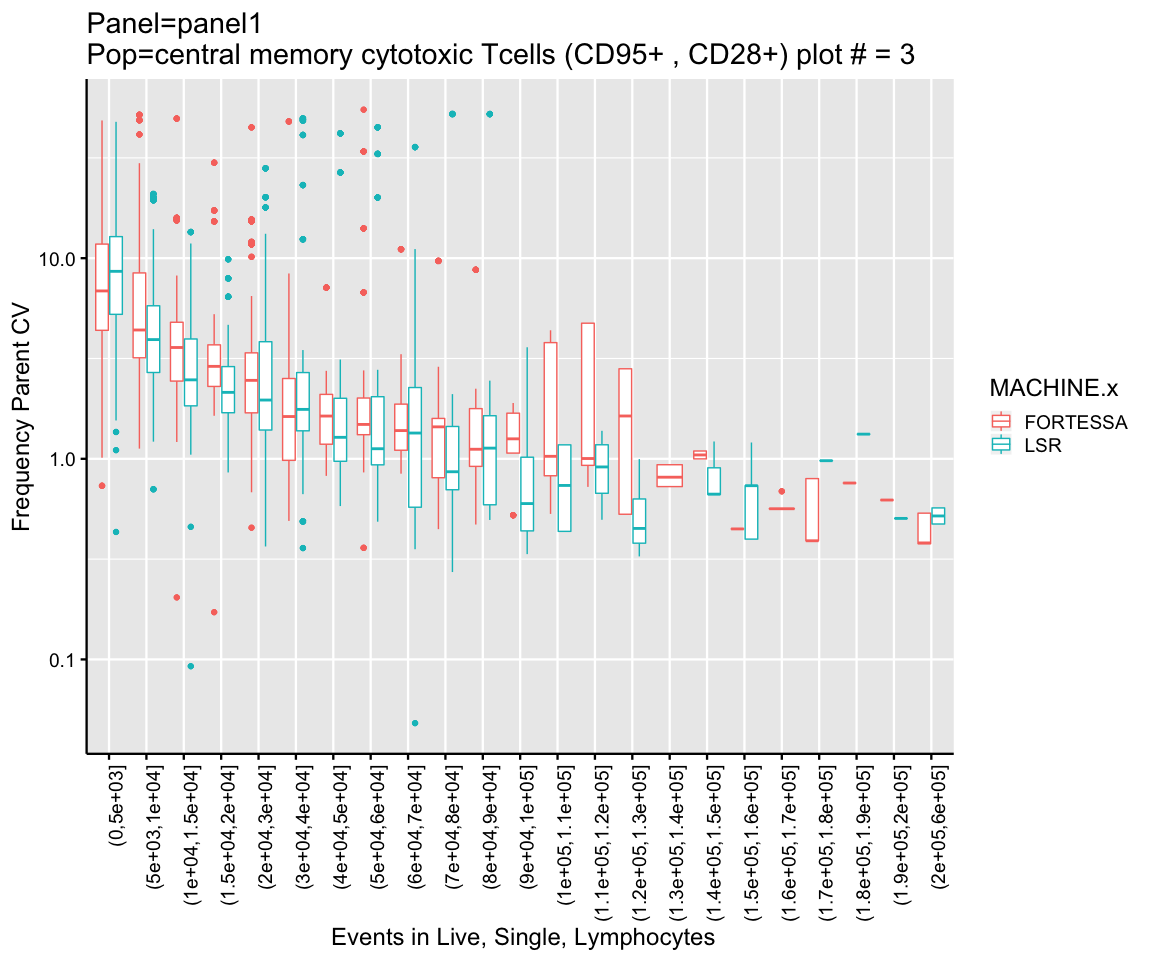 Panel=panel1
Pop=central memory cytotoxic Tcells (CD95+ , CD28+) plot # = 3
Frequency Parent CV
10.0
1.0
0.1
(0,5e+03]
(5e+03,1e+04]
(1e+04,1.5e+04]
(1.5e+04,2e+04]
(2e+04,3e+04]
(3e+04,4e+04]
(4e+04,5e+04]
(5e+04,6e+04]
(6e+04,7e+04]
(7e+04,8e+04]
(8e+04,9e+04]
(9e+04,1e+05]
(1e+05,1.1e+05]
(1.1e+05,1.2e+05]
(1.2e+05,1.3e+05]
(1.3e+05,1.4e+05]
(1.4e+05,1.5e+05]
(1.5e+05,1.6e+05]
(1.6e+05,1.7e+05]
(1.7e+05,1.8e+05]
(1.8e+05,1.9e+05]
(1.9e+05,2e+05]
(2e+05,6e+05]
Events in Live, Single, Lymphocytes
MACHINE.x
FORTESSA
LSR